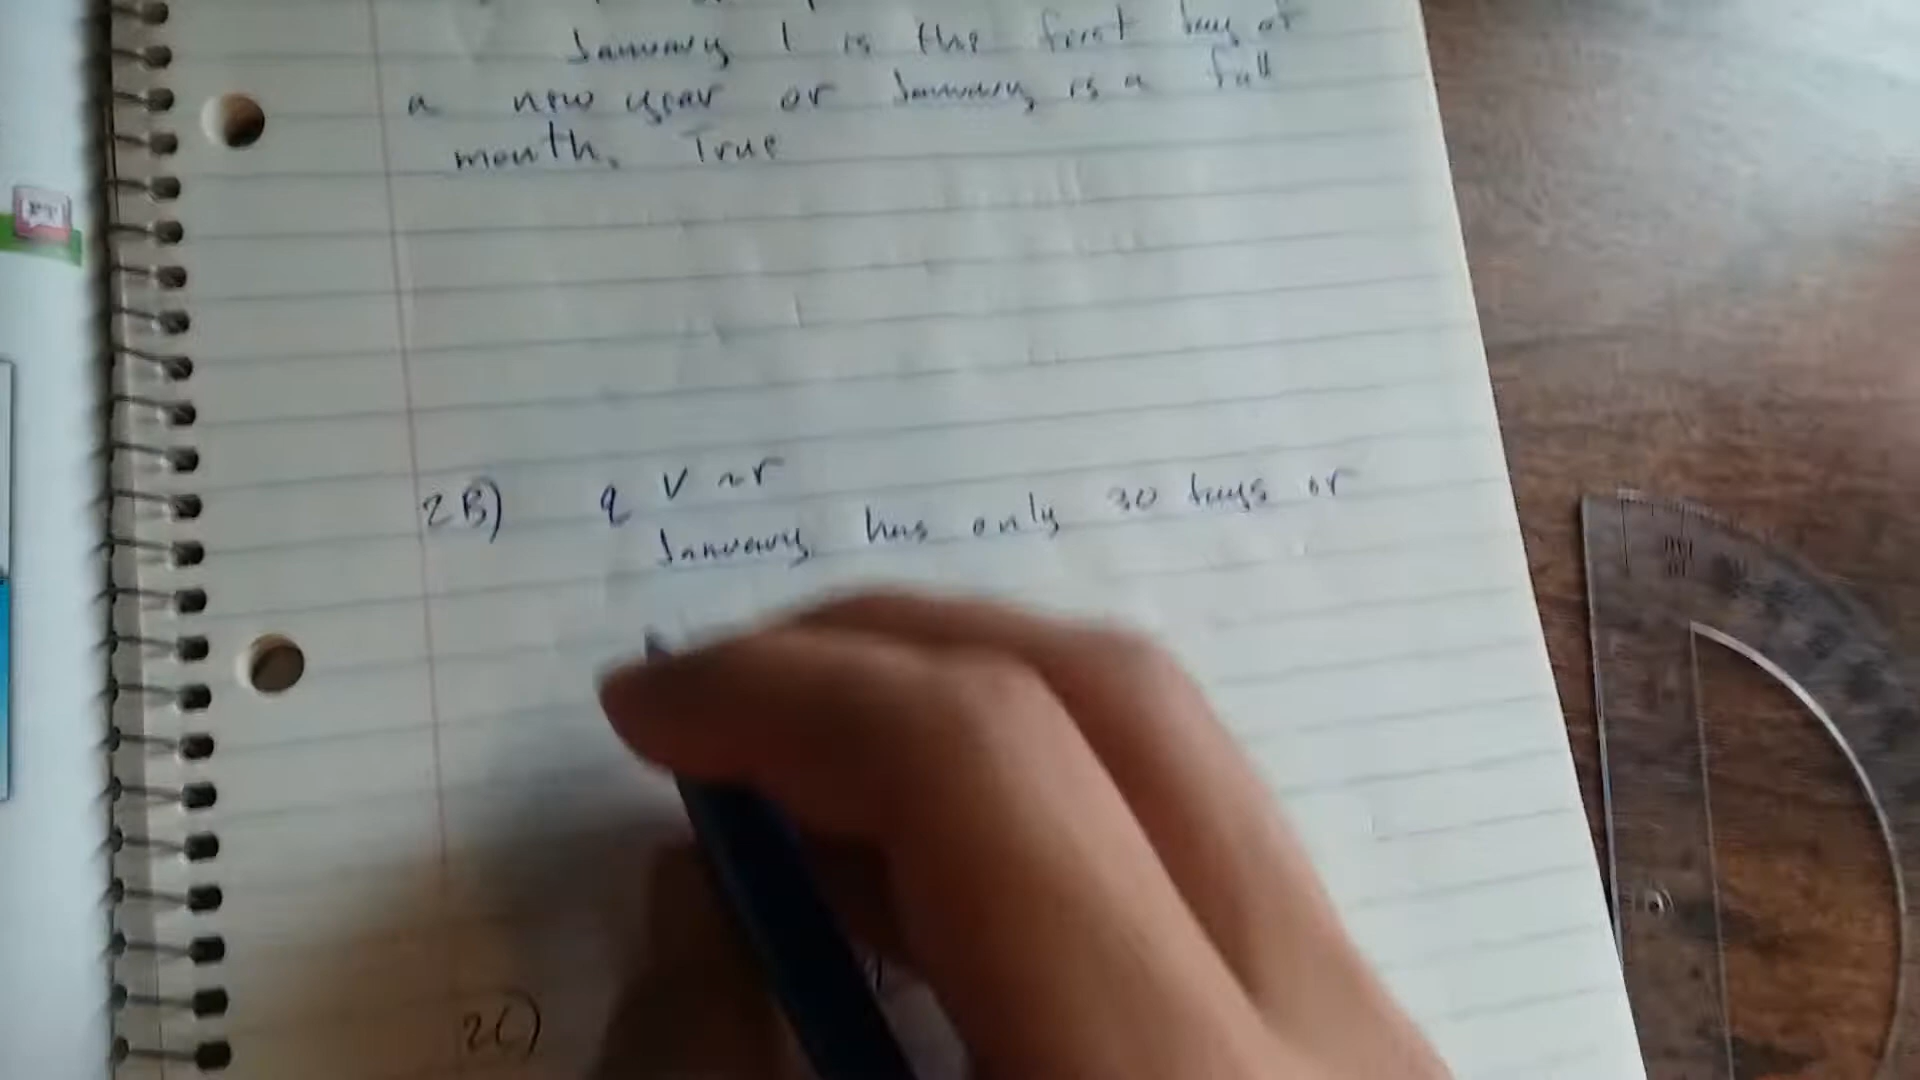 January 1 is the first day of
a new year or January is a fall
month. True
2B) q V ~r
January has only 30 days or
2C)